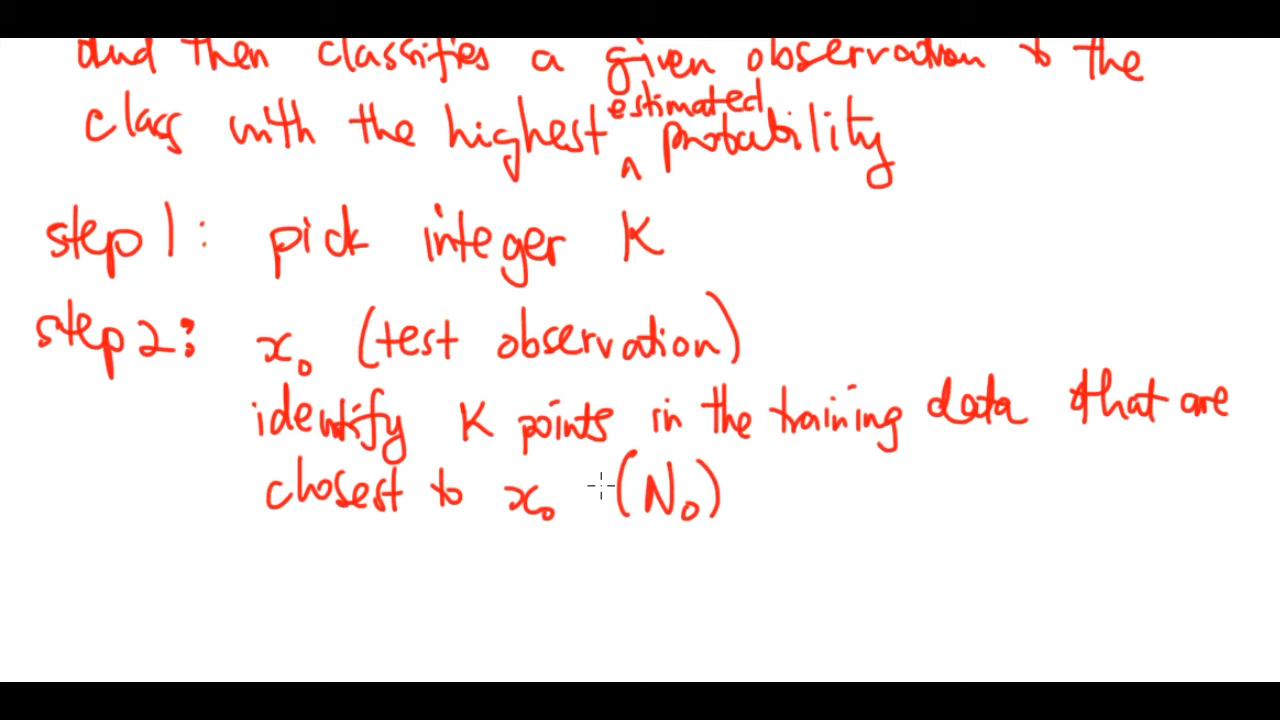 and then classifies a given observation to the
class with the highest ^ estimated probability
step 1: pick integer K
step 2: x₀ (test observation)
identify K points in the training data that are
closest to x₀ (N₀)